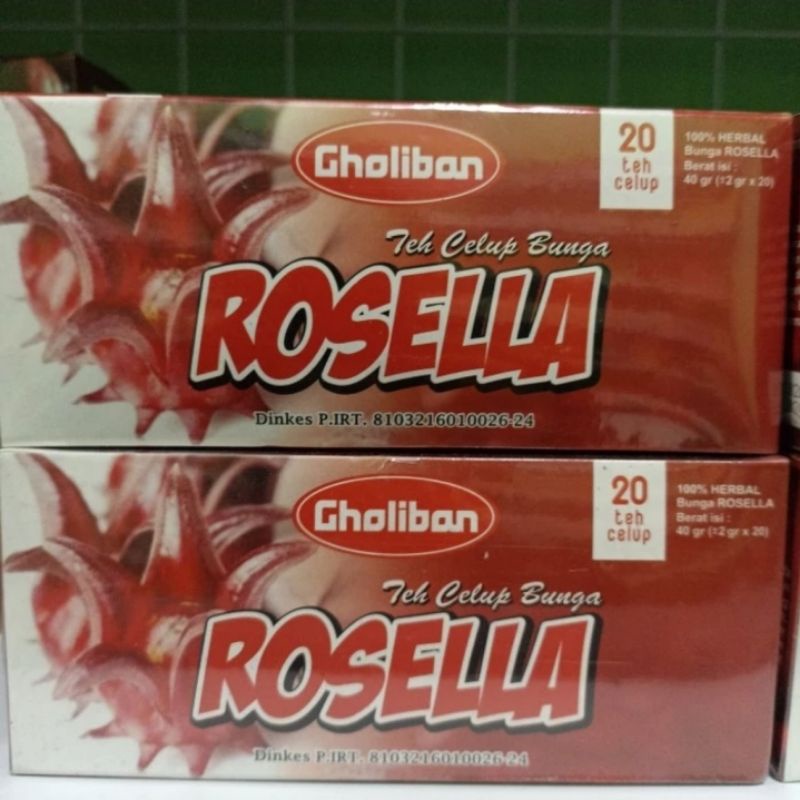 Gholiban
20
teh
celup
100% HERBAL
Bunga ROSELLA
Berat isi :
40 gr (±2 gr x 20)
Teh Celup Bunga
ROSELLA
Dinkes P.IRT. 8103216010026-24
Gholiban
20
teh
celup
100% HERBAL
Bunga ROSELLA
Berat isi :
40 gr (±2 gr x 20)
Teh Celup Bunga
ROSELLA
Dinkes P.IRT. 8103216010026-24